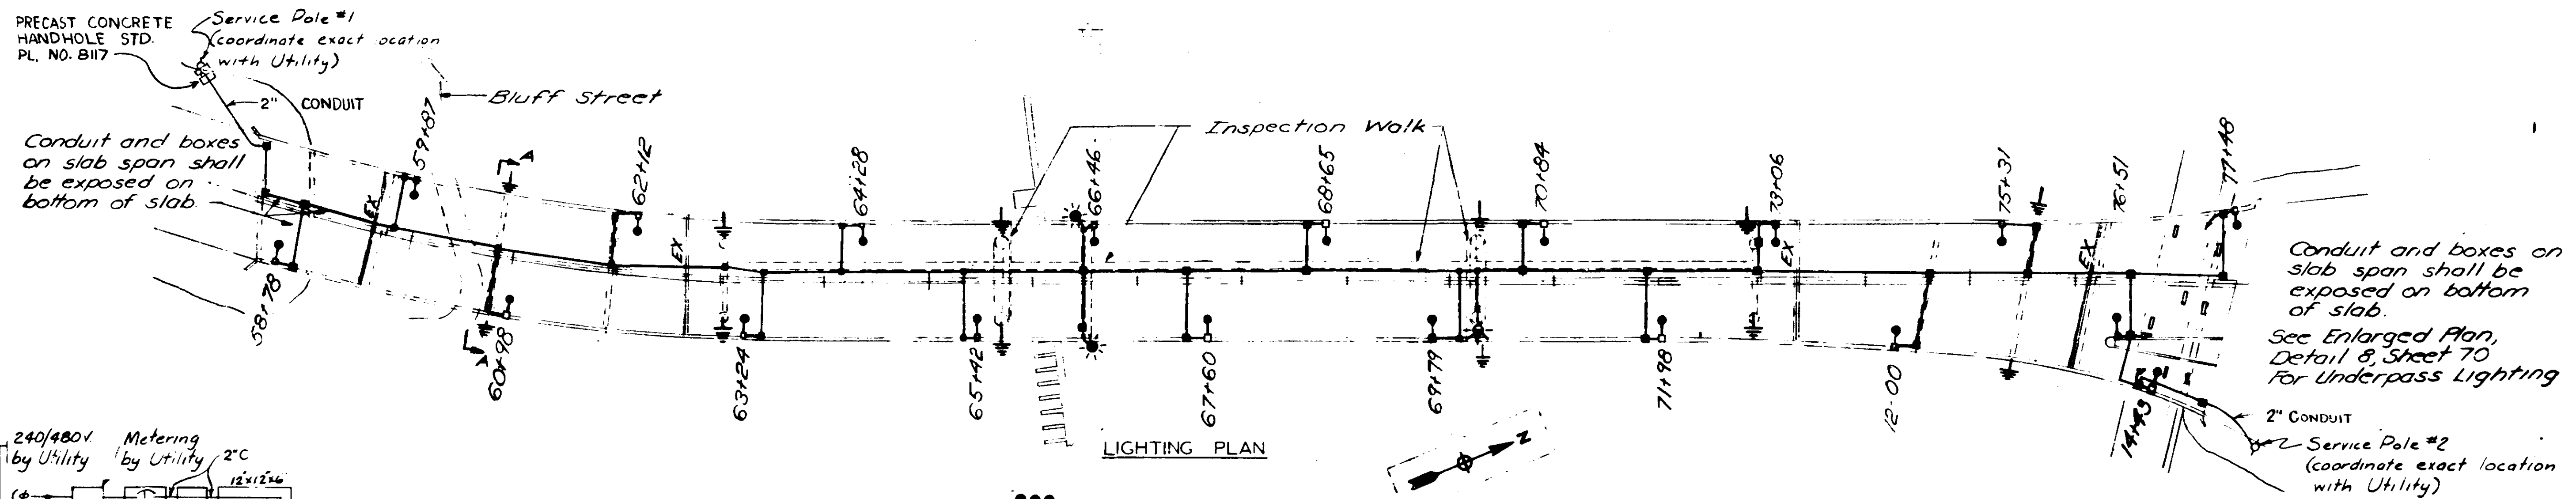 PRECAST CONCRETE
HANDHOLE STD.
PL. NO. 8117
Service Pole #1
(coordinate exact location
with Utility)
2" CONDUIT
Bluff Street
Conduit and boxes
on slab span shall
be exposed on
bottom of slab
Inspection Walk
58+78
EX
59+87
A
A
60+98
62+12
EX
63+24
64+28
65+42
66+46
67+60
68+65
69+79
70+84
71+98
73+06
EX
12-00
75+31
EX
76+51
77+48
14+49
Conduit and boxes on
slab span shall be
exposed on bottom
of slab.
See Enlarged Plan,
Detail 8, Sheet 70
For Underpass Lighting
2" CONDUIT
Service Pole #2
(coordinate exact location
with Utility)
LIGHTING PLAN
N
240/480V.
by Utility
Metering
by Utility
2"C
12"x12"x6"